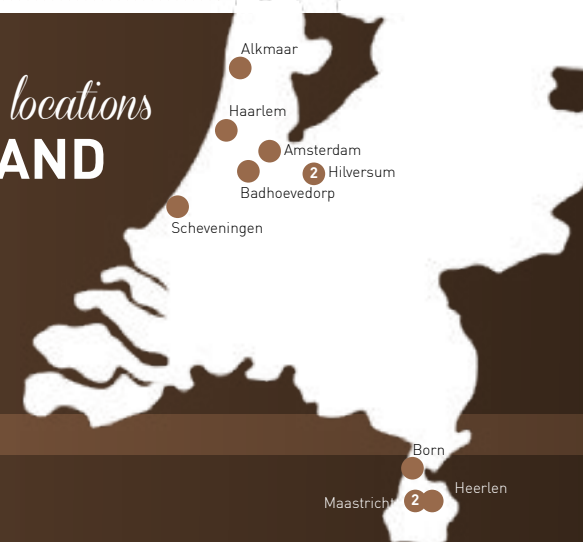 locations
AND
Alkmaar
Haarlem
Amsterdam
2 Hilversum
Badhoevedorp
Scheveningen
Born
Heerlen
Maastricht 2